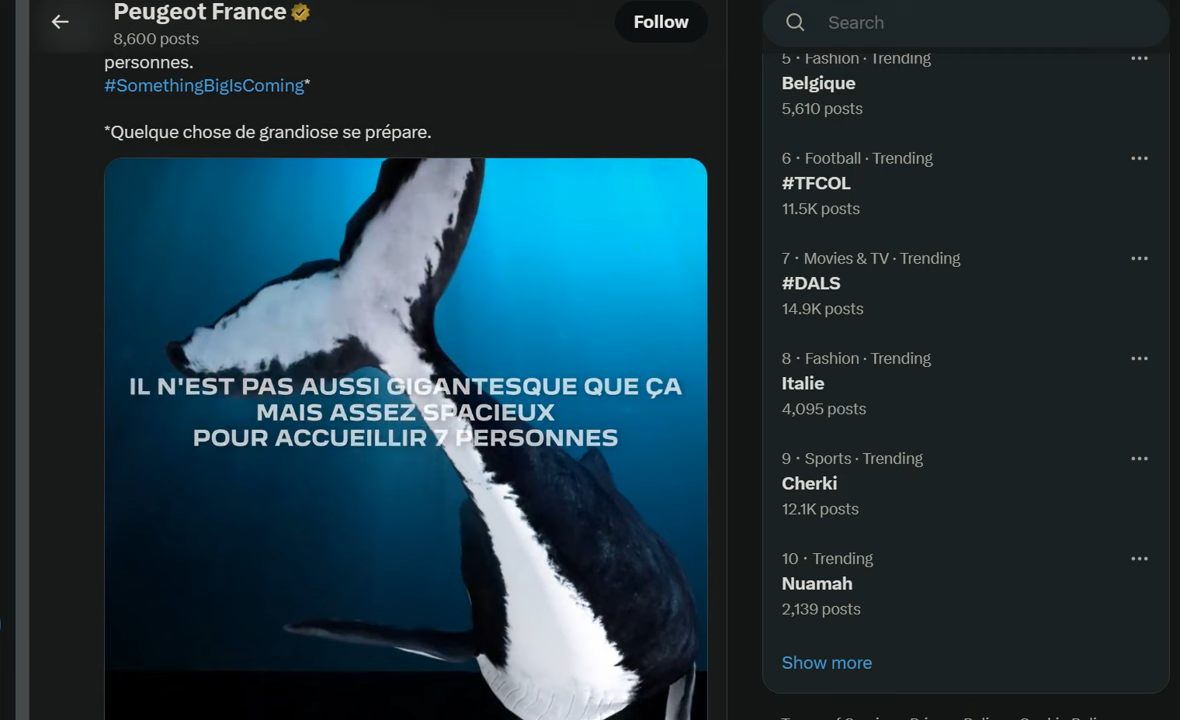 Peugeot France
8,600 posts
Follow
personnes.
#SomethingBigIsComing*
*Quelque chose de grandiose se prépare.
IL N'EST PAS AUSSI GIGANTESQUE QUE ÇA
MAIS ASSEZ SPACIEUX
POUR ACCUEILLIR 7 PERSONNES
Search
5 · Fashion · Trending
Belgique
5,610 posts
6 · Football · Trending
#TFCOL
11.5K posts
7 · Movies & TV · Trending
#DALS
14.9K posts
8 · Fashion · Trending
Italie
4,095 posts
9 · Sports · Trending
Cherki
12.1K posts
10 · Trending
Nuamah
2,139 posts
Show more